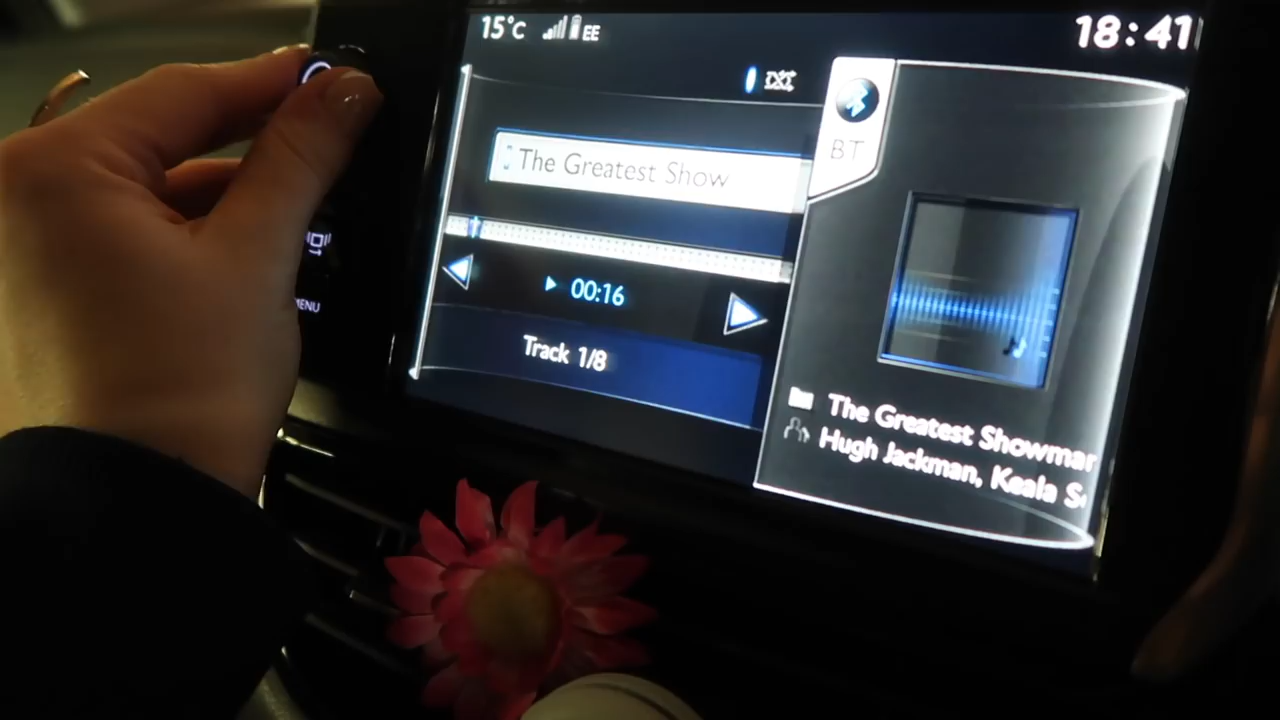 15°C EE
18:41
BT
The Greatest Show
00:16
Track 1/8
MENU
The Greatest Showman
Hugh Jackman, Keala